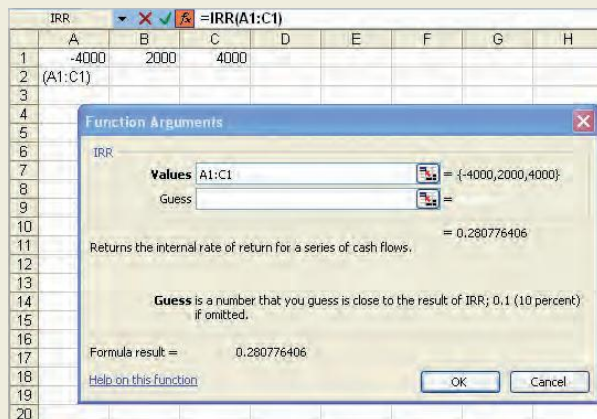 IRR =IRR(A1:C1)
A B C D E F G H
1 -4000 2000 4000
2 (A1:C1)
3
4
Function Arguments
5
6
IRR
7
Values A1:C1 = {-4000,2000,4000}
8
Guess =
9
10
= 0.280776406
11
Returns the internal rate of return for a series of cash flows.
12
13
14
Guess is a number that you guess is close to the result of IRR; 0.1 (10 percent)
15
if omitted.
16
17
Formula result = 0.280776406
18
Help on this function OK Cancel
19
20